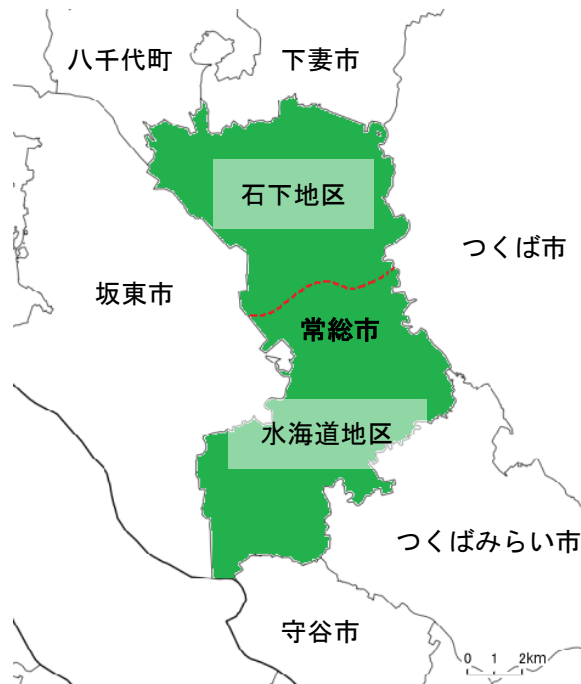 八千代町
下妻市
石下地区
つくば市
坂東市
常総市
水海道地区
つくばみらい市
守谷市
0 1 2km